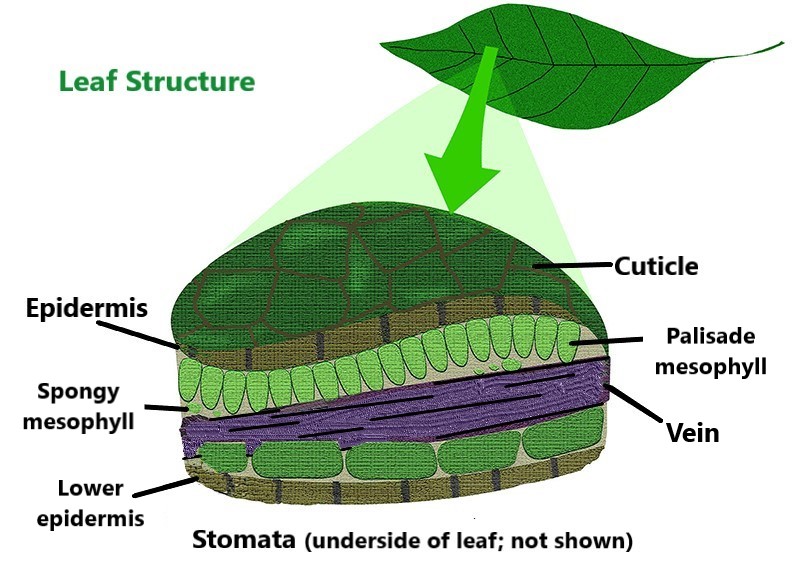 Leaf Structure
Cuticle
Epidermis
Palisade
mesophyll
Spongy
mesophyll
Vein
Lower
epidermis
Stomata (underside of leaf; not shown)